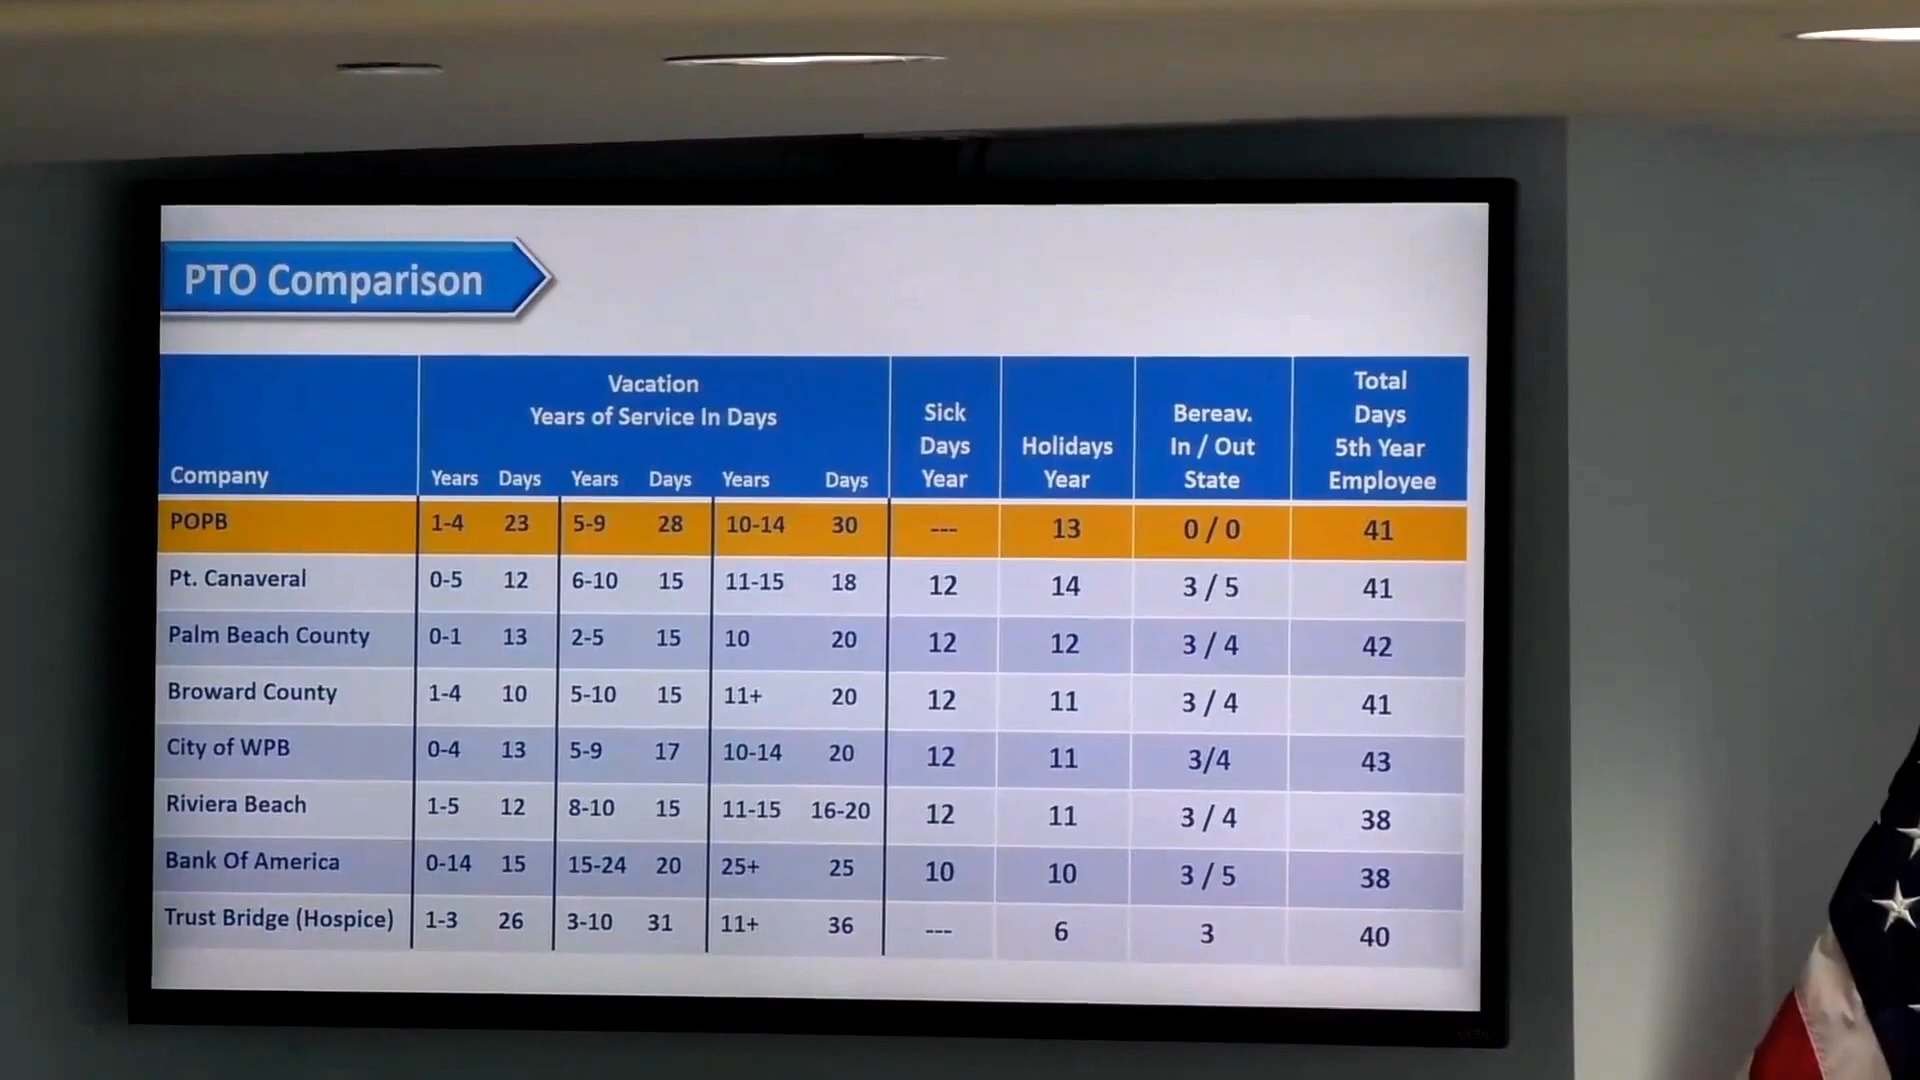 PTO Comparison
Vacation
Years of Service In Days
Company
Years Days Years Days Years Days
Sick
Days
Year
Holidays
Year
Bereav.
In / Out
State
Total
Days
5th Year
Employee
POPB 1-4 23 5-9 28 10-14 30 --- 13 0 / 0 41
Pt. Canaveral 0-5 12 6-10 15 11-15 18 12 14 3 / 5 41
Palm Beach County 0-1 13 2-5 15 10 20 12 12 3 / 4 42
Broward County 1-4 10 5-10 15 11+ 20 12 11 3 / 4 41
City of WPB 0-4 13 5-9 17 10-14 20 12 11 3/4 43
Riviera Beach 1-5 12 8-10 15 11-15 16-20 12 11 3 / 4 38
Bank Of America 0-14 15 15-24 20 25+ 25 10 10 3 / 5 38
Trust Bridge (Hospice) 1-3 26 3-10 31 11+ 36 --- 6 3 40